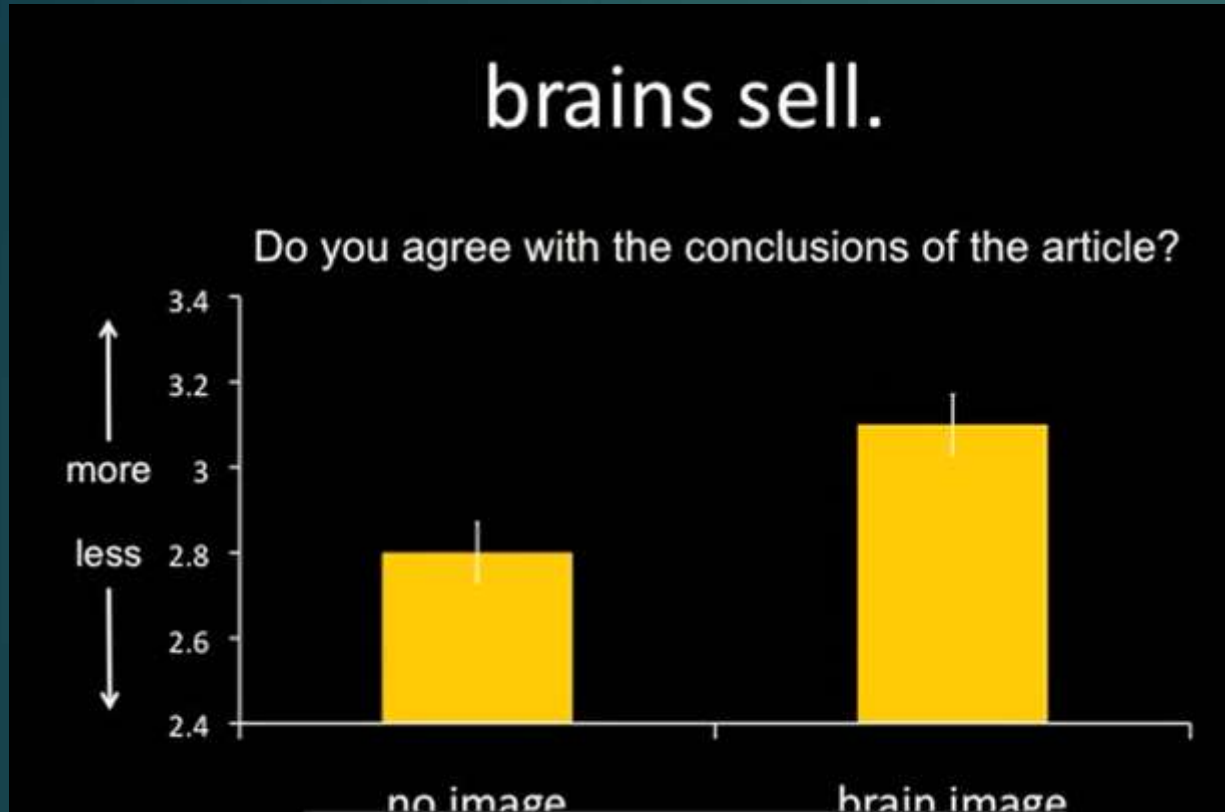 brains sell.
Do you agree with the conclusions of the article?
3.4
3.2
more 3
less 2.8
2.6
2.4
no image brain image